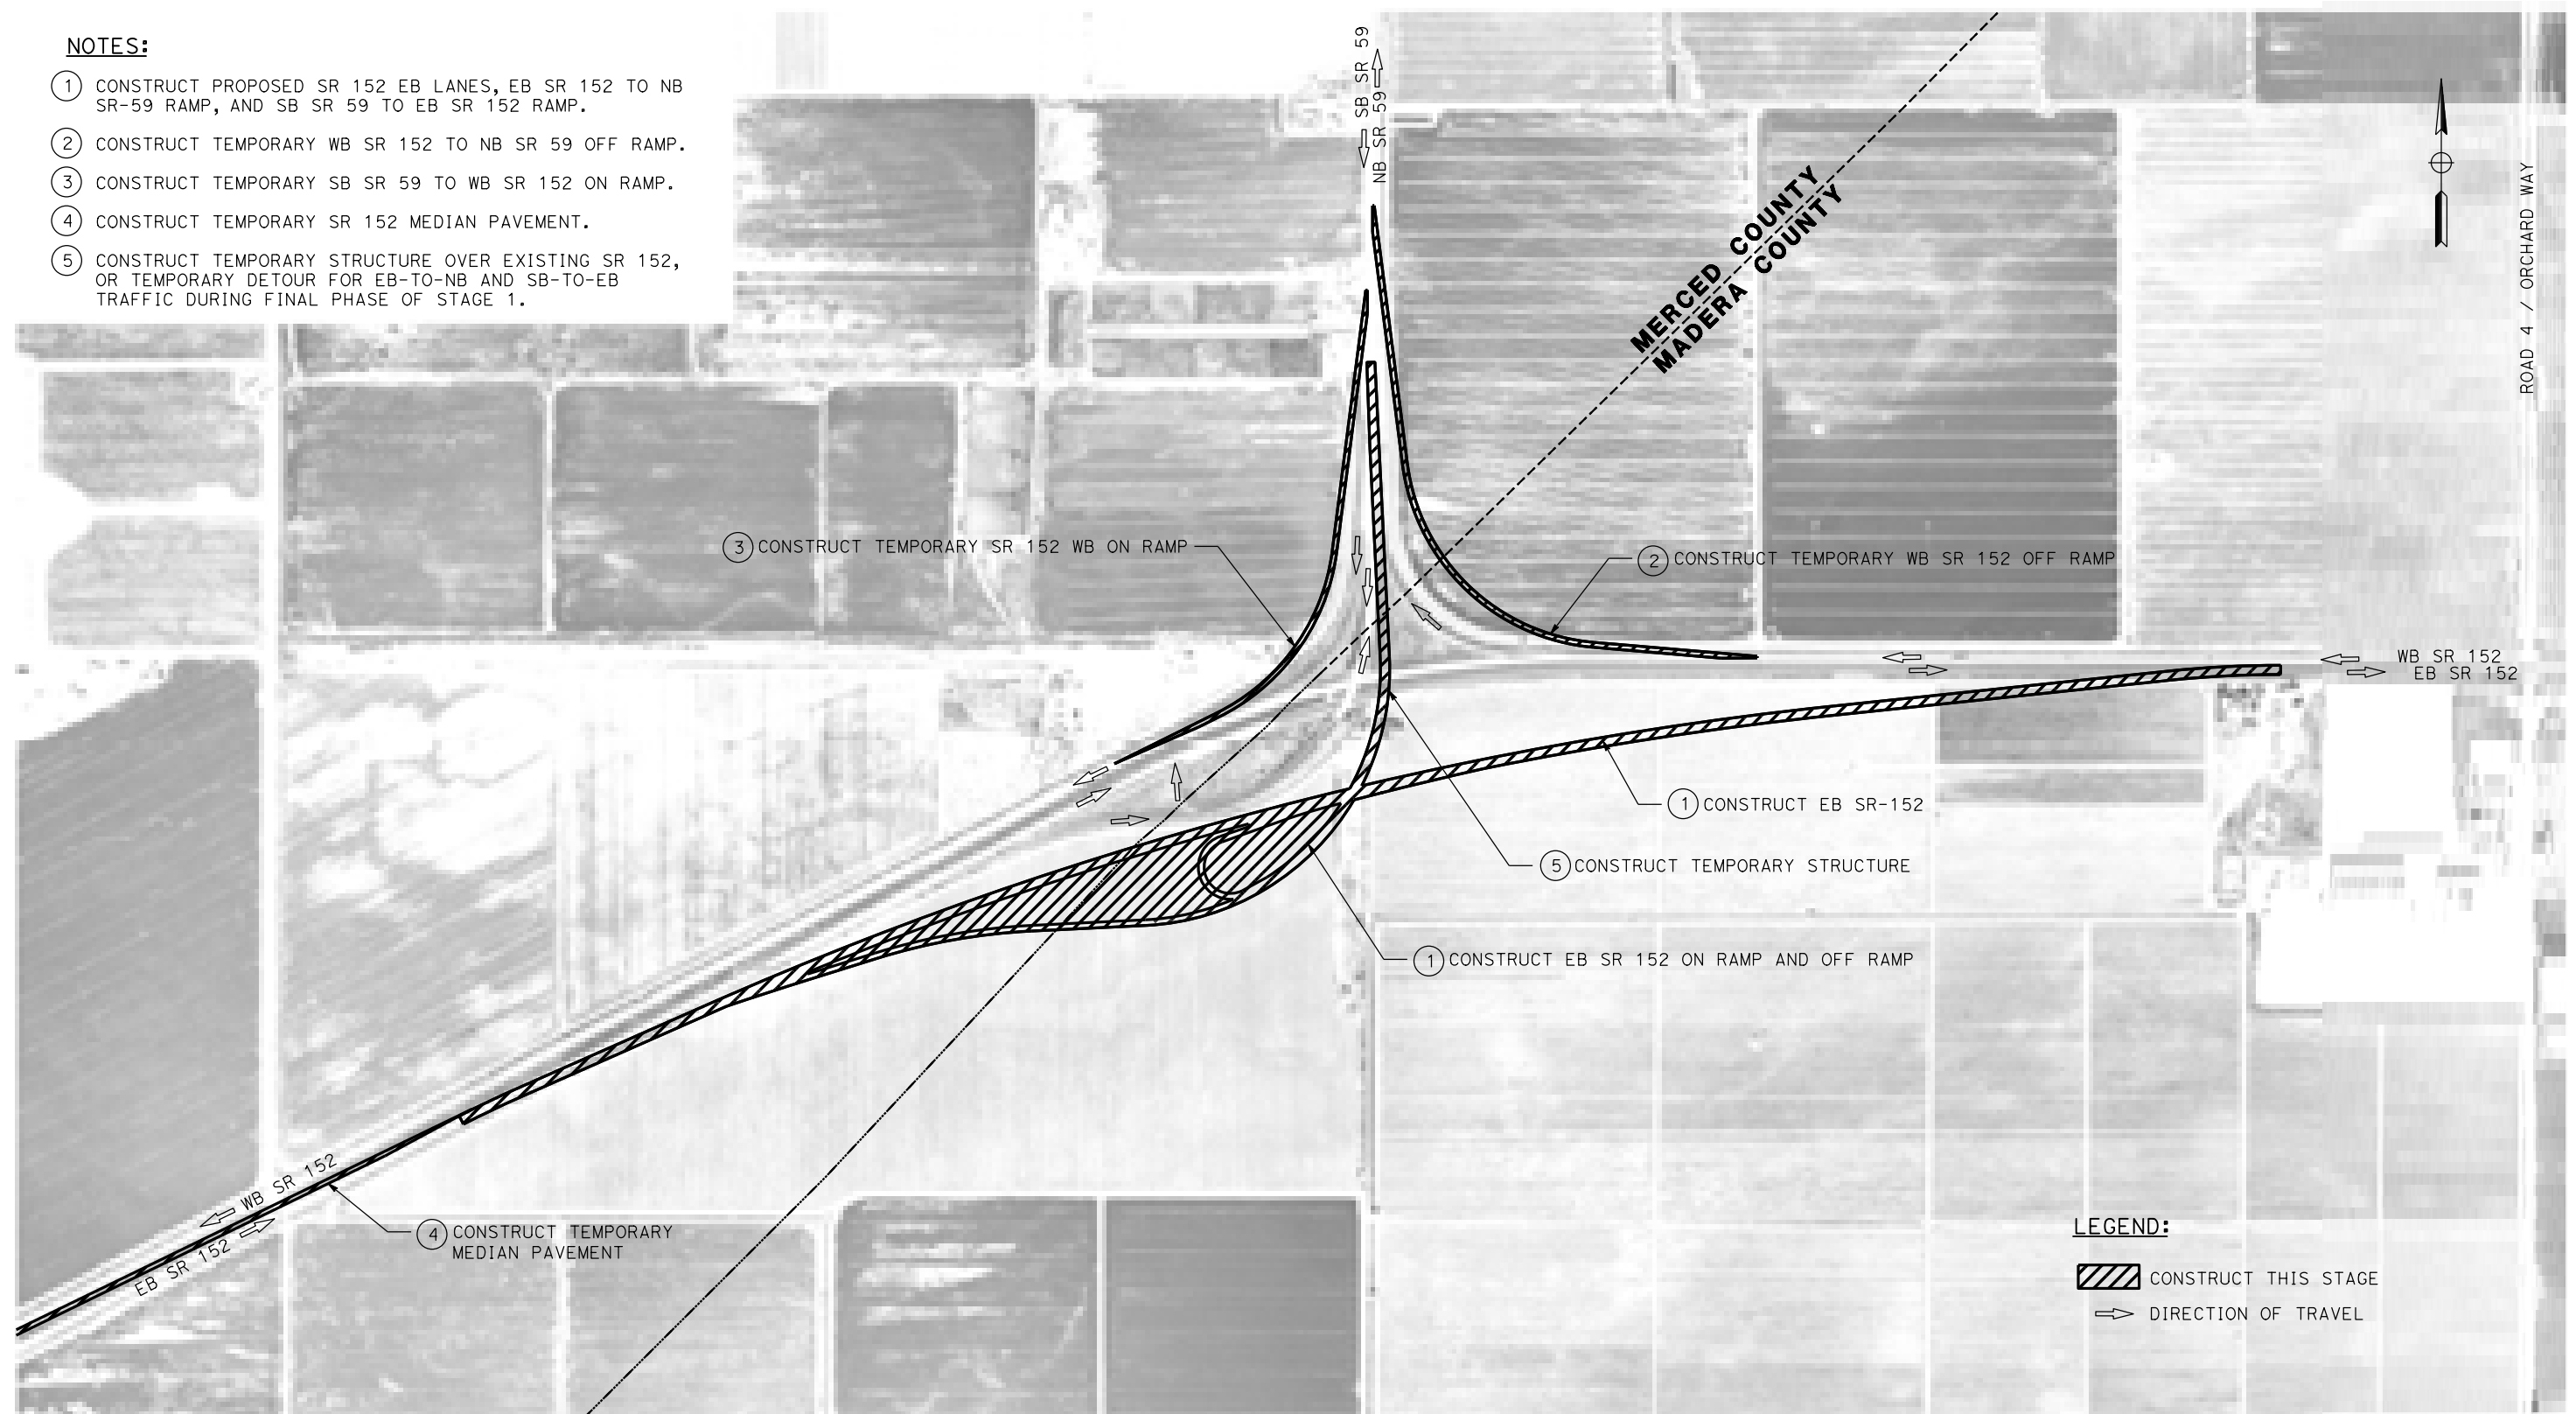 NOTES:
1 CONSTRUCT PROPOSED SR 152 EB LANES, EB SR 152 TO NB
SR-59 RAMP, AND SB SR 59 TO EB SR 152 RAMP.
2 CONSTRUCT TEMPORARY WB SR 152 TO NB SR 59 OFF RAMP.
3 CONSTRUCT TEMPORARY SB SR 59 TO WB SR 152 ON RAMP.
4 CONSTRUCT TEMPORARY SR 152 MEDIAN PAVEMENT.
5 CONSTRUCT TEMPORARY STRUCTURE OVER EXISTING SR 152,
OR TEMPORARY DETOUR FOR EB-TO-NB AND SB-TO-EB
TRAFFIC DURING FINAL PHASE OF STAGE 1.
SB SR 59
NB SR 59
MERCED COUNTY
MADERA COUNTY
ROAD 4 / ORCHARD WAY
3 CONSTRUCT TEMPORARY SR 152 WB ON RAMP
2 CONSTRUCT TEMPORARY WB SR 152 OFF RAMP
WB SR 152
EB SR 152
1 CONSTRUCT EB SR-152
5 CONSTRUCT TEMPORARY STRUCTURE
1 CONSTRUCT EB SR 152 ON RAMP AND OFF RAMP
WB SR 152
EB SR 152
4 CONSTRUCT TEMPORARY
MEDIAN PAVEMENT
LEGEND:
CONSTRUCT THIS STAGE
DIRECTION OF TRAVEL